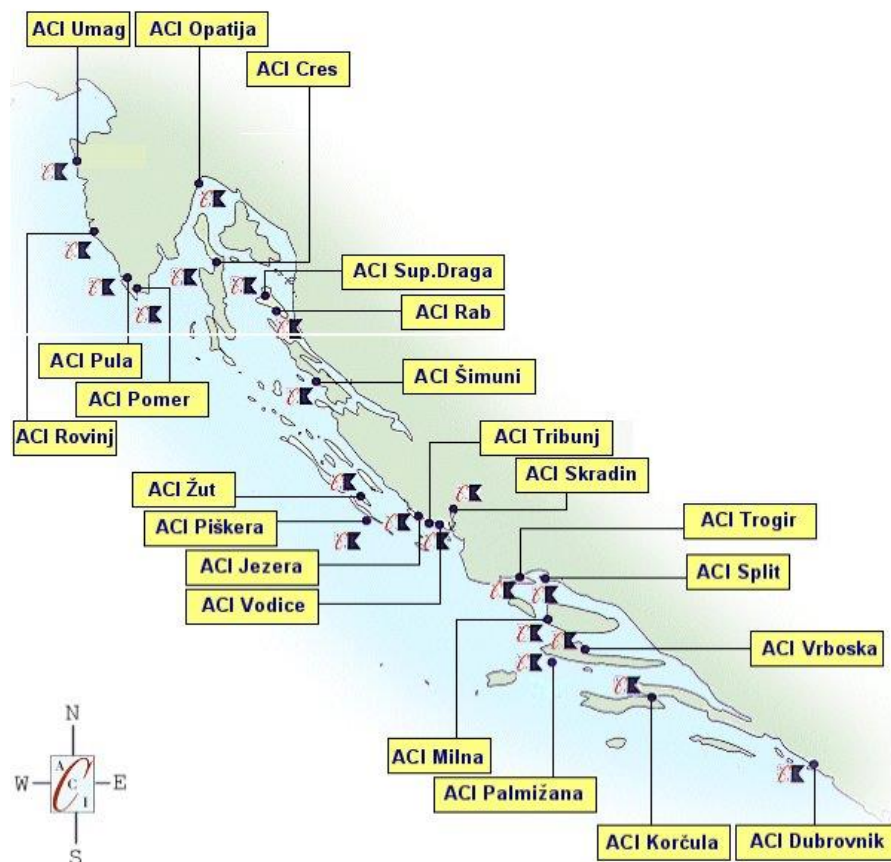 ACI Umag
ACI Opatija
ACI Cres
ACI Sup.Draga
ACI Rab
ACI Pula
ACI Šimuni
ACI Pomer
ACI Rovinj
ACI Tribunj
ACI Skradin
ACI Žut
ACI Piškera
ACI Trogir
ACI Jezera
ACI Split
ACI Vodice
ACI Vrboska
ACI Milna
ACI Palmižana
ACI Korčula
ACI Dubrovnik
N
W
A
C
I
E
S